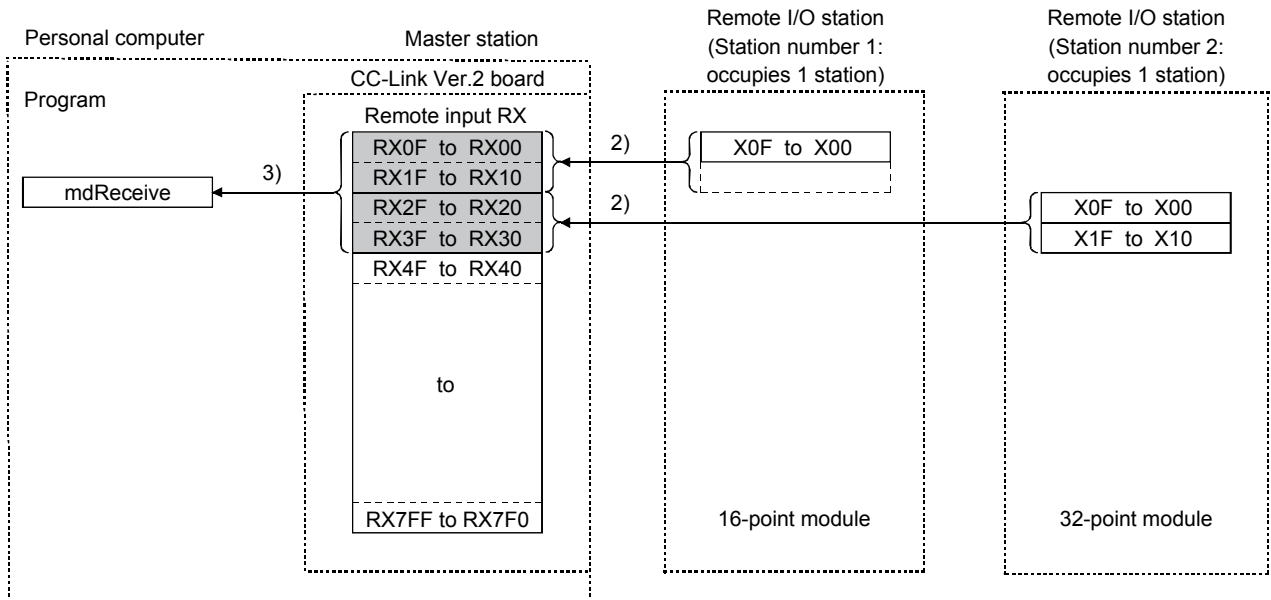 Personal computer
Program
mdReceive
3)
Master station
CC-Link Ver.2 board
Remote input RX
RX0F to RX00
RX1F to RX10
RX2F to RX20
RX3F to RX30
RX4F to RX40
to
RX7FF to RX7F0
2)
2)
Remote I/O station
(Station number 1:
occupies 1 station)
X0F to X00
16-point module
Remote I/O station
(Station number 2:
occupies 1 station)
X0F to X00
X1F to X10
32-point module